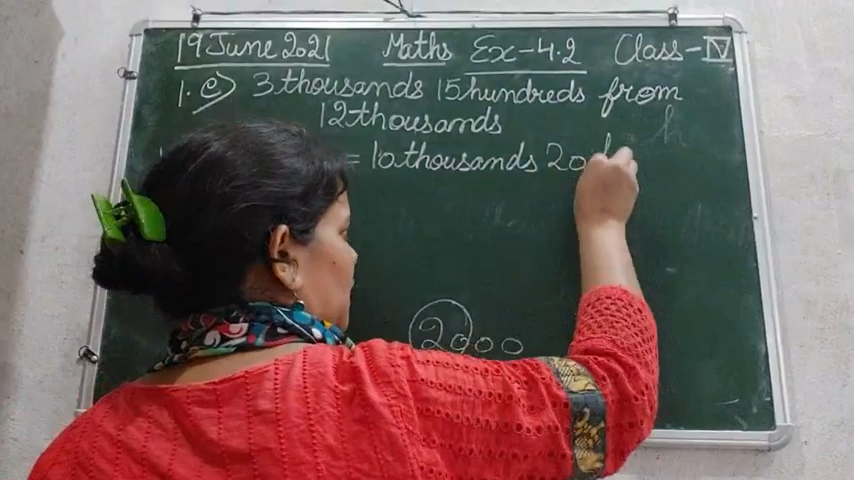 19 June 2021 Maths Ex-4.2 Class-IV
1. e> 3 thousands 15 hundreds from
12 thousands
= 10 thousands 20
2000